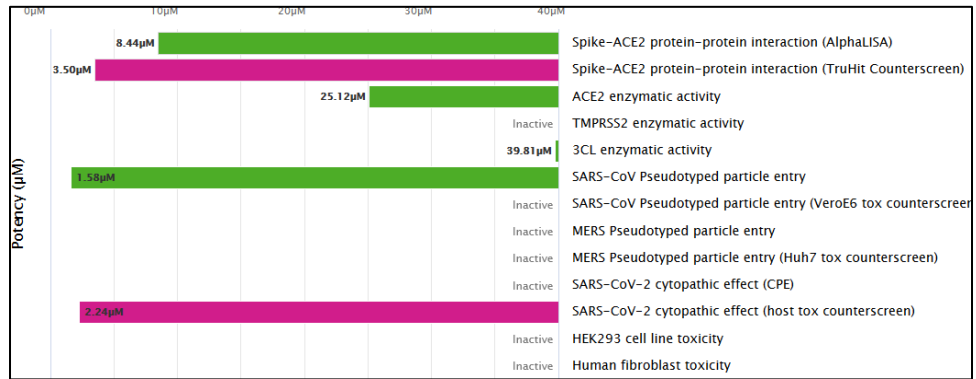 0μM 10μM 20μM 30μM 40μM
8.44μM Spike-ACE2 protein-protein interaction (AlphaLISA)
3.50μM Spike-ACE2 protein-protein interaction (TruHit Counterscreen)
25.12μM ACE2 enzymatic activity
Inactive TMPRSS2 enzymatic activity
39.81μM 3CL enzymatic activity
1.58μM SARS-CoV Pseudotyped particle entry
Inactive SARS-CoV Pseudotyped particle entry (VeroE6 tox counterscreen
Inactive MERS Pseudotyped particle entry
Inactive MERS Pseudotyped particle entry (Huh7 tox counterscreen)
Inactive SARS-CoV-2 cytopathic effect (CPE)
2.24μM SARS-CoV-2 cytopathic effect (host tox counterscreen)
Inactive HEK293 cell line toxicity
Inactive Human fibroblast toxicity
Potency (μM)